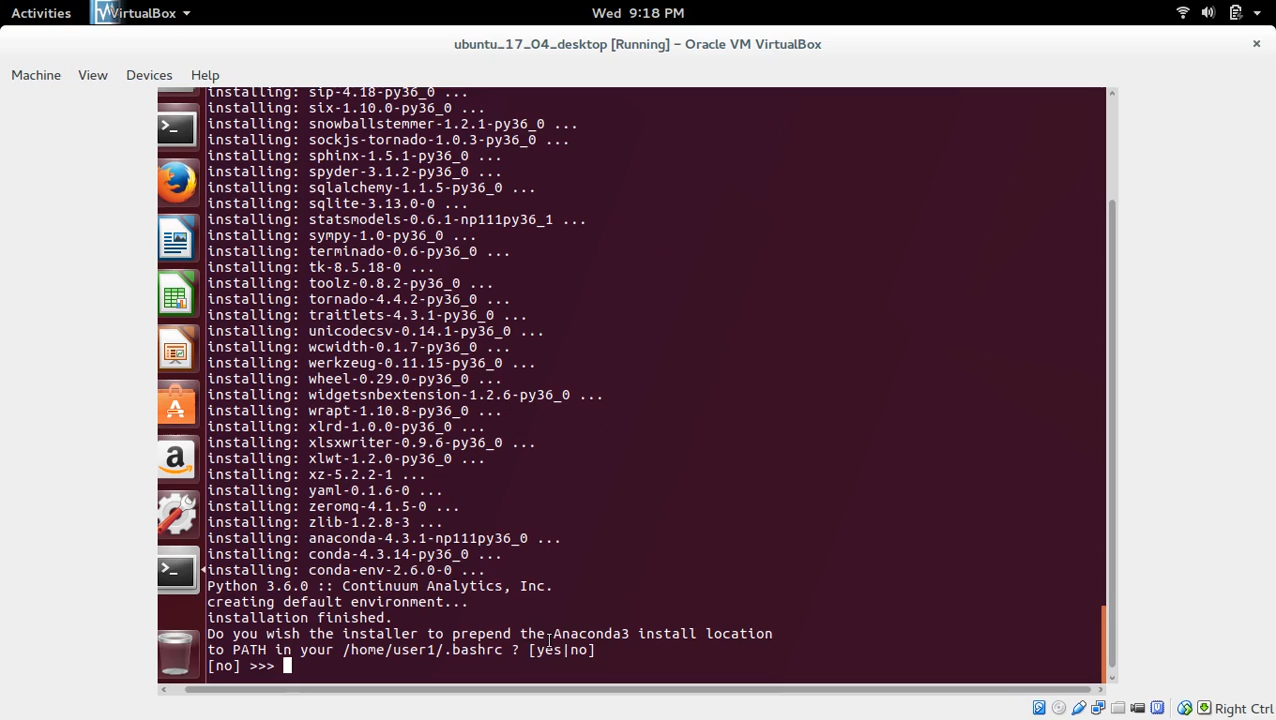 Activities
VirtualBox
Wed 9:18 PM
ubuntu_17_04_desktop [Running] – Oracle VM VirtualBox
Machine View Devices Help
installing: sip-4.18-py36_0 ...
installing: six-1.10.0-py36_0 ...
installing: snowballstemmer-1.2.1-py36_0 ...
installing: sockjs-tornado-1.0.3-py36_0 ...
installing: sphinx-1.5.1-py36_0 ...
installing: spyder-3.1.2-py36_0 ...
installing: sqlalchemy-1.1.5-py36_0 ...
installing: sqlite-3.13.0-0 ...
installing: statsmodels-0.6.1-np111py36_1 ...
installing: sympy-1.0-py36_0 ...
installing: terminado-0.6-py36_0 ...
installing: tk-8.5.18-0 ...
installing: toolz-0.8.2-py36_0 ...
installing: tornado-4.4.2-py36_0 ...
installing: traitlets-4.3.1-py36_0 ...
installing: unicodecsv-0.14.1-py36_0 ...
installing: wcwidth-0.1.7-py36_0 ...
installing: werkzeug-0.11.15-py36_0 ...
installing: wheel-0.29.0-py36_0 ...
installing: widgetsnbextension-1.2.6-py36_0 ...
installing: wrapt-1.10.8-py36_0 ...
installing: xlrd-1.0.0-py36_0 ...
installing: xlsxwriter-0.9.6-py36_0 ...
installing: xlwt-1.2.0-py36_0 ...
installing: xz-5.2.2-1 ...
installing: yaml-0.1.6-0 ...
installing: zeromq-4.1.5-0 ...
installing: zlib-1.2.8-3 ...
installing: anaconda-4.3.1-np111py36_0 ...
installing: conda-4.3.14-py36_0 ...
installing: conda-env-2.6.0-0 ...
Python 3.6.0 :: Continuum Analytics, Inc.
creating default environment...
installation finished.
Do you wish the installer to prepend the Anaconda3 install location
to PATH in your /home/user1/.bashrc ? [yes|no]
[no] >>>
Right Ctrl